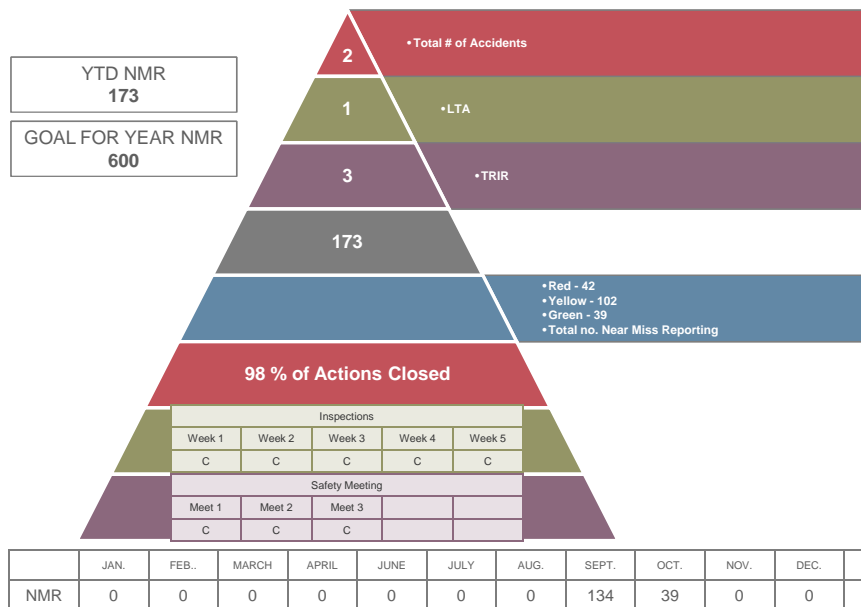 YTD NMR
173
GOAL FOR YEAR NMR
600
2
•Total # of Accidents
1
•LTA
3
•TRIR
173
•Red - 42
•Yellow - 102
•Green - 39
•Total no. Near Miss Reporting
98 % of Actions Closed
Inspections
Week 1 Week 2 Week 3 Week 4 Week 5
C C C C C
Safety Meeting
Meet 1 Meet 2 Meet 3
C C C
JAN. FEB.. MARCH APRIL JUNE JULY AUG. SEPT. OCT. NOV. DEC.
NMR 0 0 0 0 0 0 0 134 39 0 0